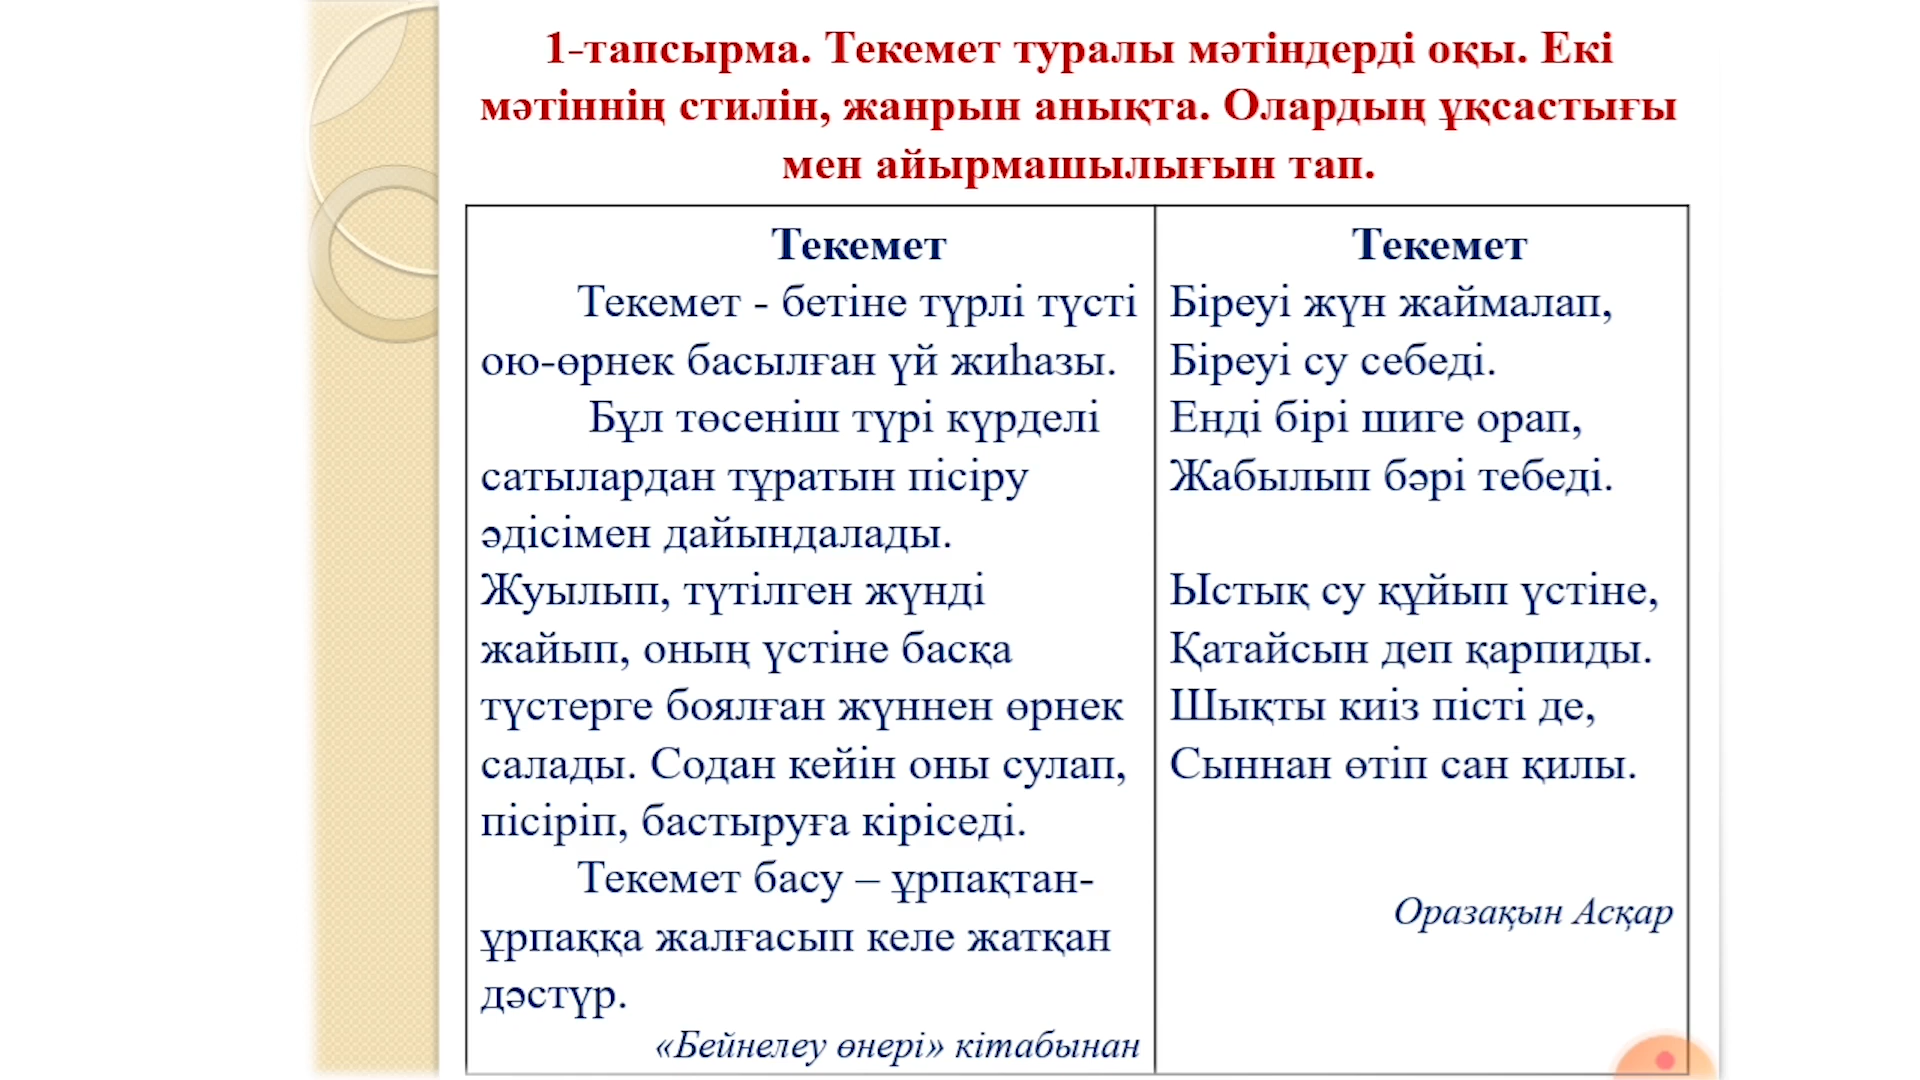 1-тапсырма. Текемет туралы мәтіндерді оқы. Екі
мәтіннің стилін, жанрын анықта. Олардың ұқсастығы
мен айырмашылығын тап.
Текемет
Текемет - бетіне түрлі түсті
ою-өрнек басылған үй жиһазы.
Бұл төсеніш түрі күрделі
сатылардан тұратын пісіру
әдісімен дайындалады.
Жуылып, түтілген жүнді
жайып, оның үстіне басқа
түстерге боялған жүннен өрнек
салады. Содан кейін оны сулап,
пісіріп, бастыруға кіріседі.
Текемет басу – ұрпақтан-
ұрпаққа жалғасып келе жатқан
дәстүр.
«Бейнелеу өнері» кітабынан
Текемет
Біреуі жүн жаймалап,
Біреуі су себеді.
Енді бірі шиге орап,
Жабылып бәрі тебеді.
Ыстық су құйып үстіне,
Қатайсын деп қарпиды.
Шықты киіз пісті де,
Сыннан өтіп сан қилы.
Оразақын Асқар